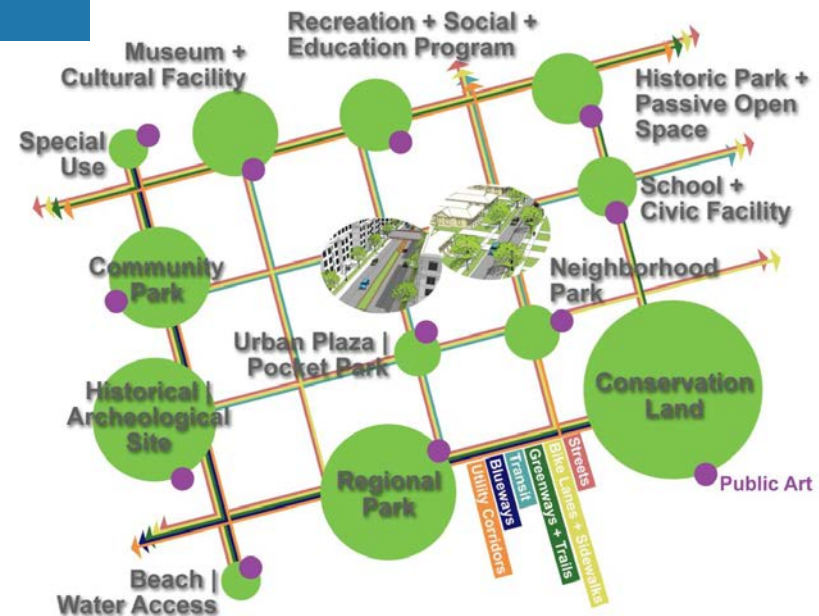 Recreation + Social +
Education Program
Museum +
Cultural Facility
Historic Park +
Passive Open
Space
Special
Use
School +
Civic Facility
Community
Park
Neighborhood
Park
Urban Plaza |
Pocket Park
Historical |
Archeological
Site
Conservation
Land
Regional
Park
Utility Corridors
Blueways
Transit
Greenways + Trails
Bike Lanes + Sidewalks
Streets
Public Art
Beach |
Water Access